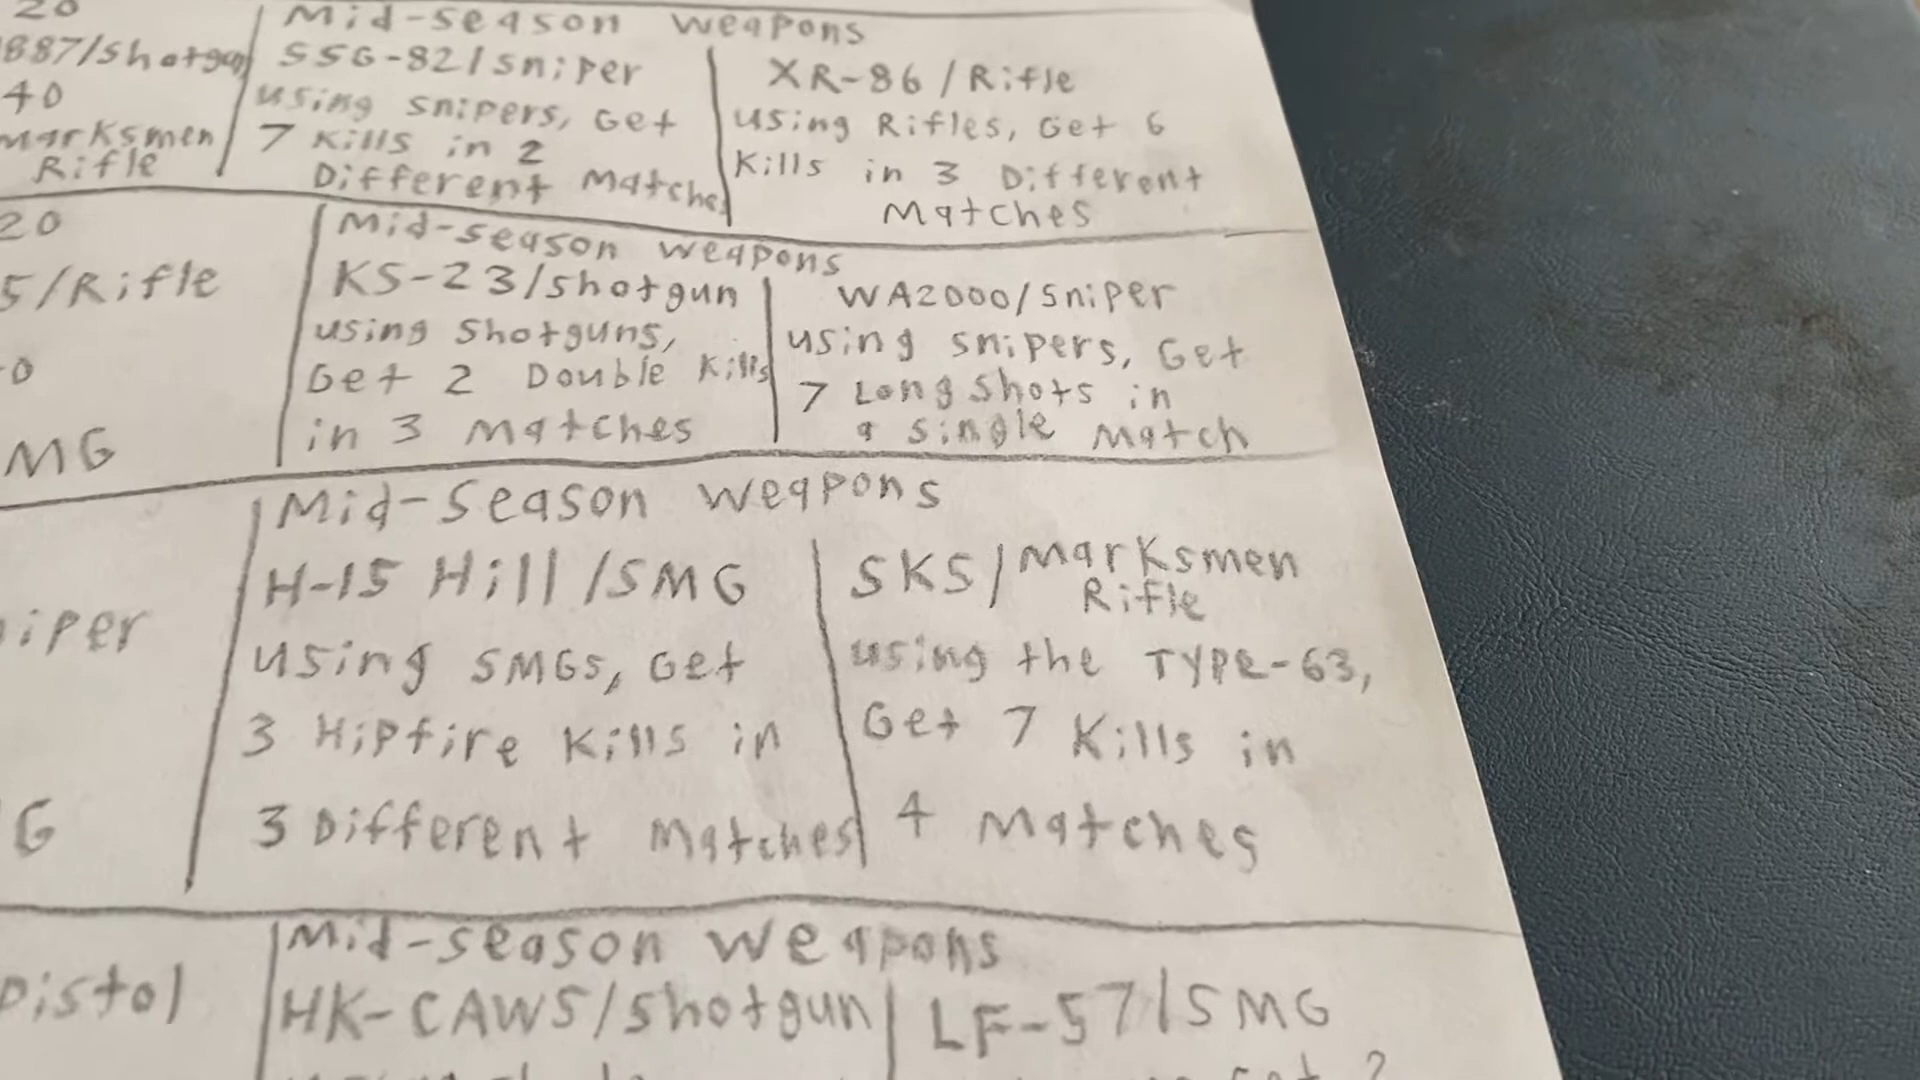 20
887/Shotgun
40
Marksmen
Rifle
Mid-season weapons
SSG-82/Sniper
using snipers, Get
7 Kills in 2
Different Matches
XR-86/Rifle
using Rifles, Get 6
Kills in 3 Different
Matches
20
5/Rifle
0
MG
Mid-season weapons
KS-23/Shotgun
using Shotguns,
Get 2 Double Kills
in 3 Matches
WA2000/Sniper
using snipers, Get
7 Longshots in
a single Match
iper
G
Mid-season weapons
H-15 Hill/SMG
using SMGs, Get
3 Hipfire Kills in
3 Different Matches
SKS/Marksmen
Rifle
using the TYPE-63,
Get 7 Kills in
4 Matches
Pistol
Mid-season weapons
HK-CAWS/Shotgun
LF-57/SMG